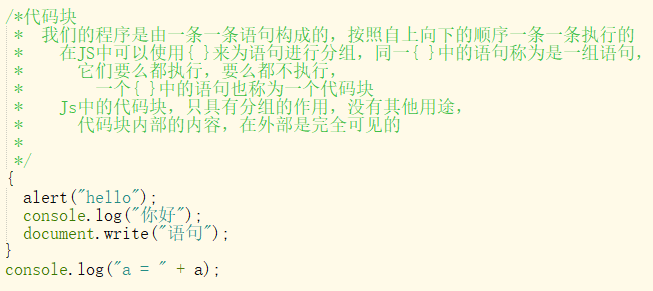 /*代码块
*  我们的程序是由一条一条语句构成的，按照自上向下的顺序一条一条执行的
*    在JS中可以使用{ }来为语句进行分组，同一{ }中的语句称为是一组语句，
*      它们要么都执行，要么都不执行，
*        一个{ }中的语句也称为一个代码块
*    Js中的代码块，只具有分组的作用，没有其他用途，
*      代码块内部的内容，在外部是完全可见的
*
*/
{
alert("hello");
console.log("你好");
document.write("语句");
}
console.log("a = " + a);